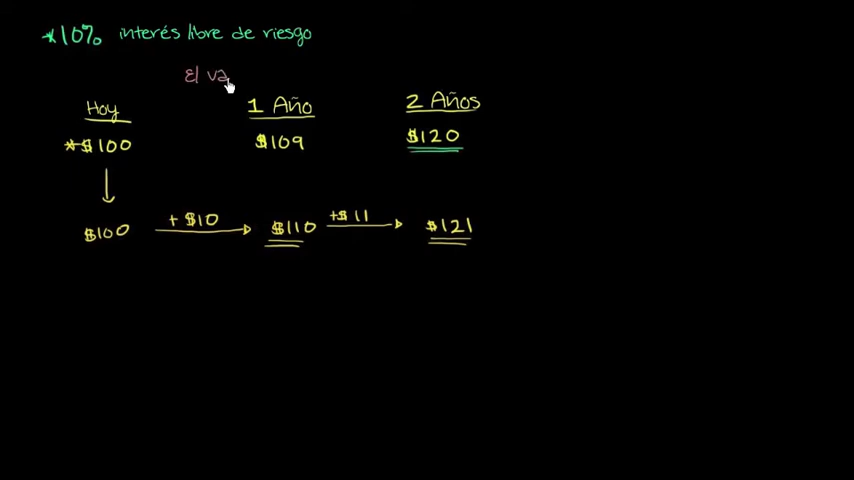 *10% interés libre de riesgo
El va
Hoy 1 Año 2 Años
*$100 $109 $120
$100 +$10 $110 +$11 $121